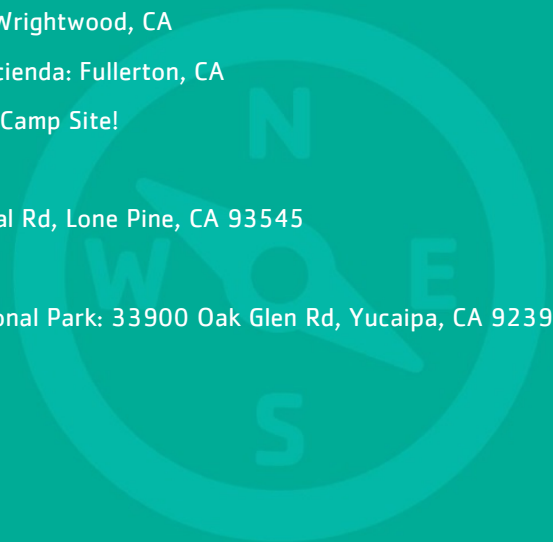 Wrightwood, CA
cienda: Fullerton, CA
Camp Site!
al Rd, Lone Pine, CA 93545
onal Park: 33900 Oak Glen Rd, Yucaipa, CA 9239
N
W
E
S